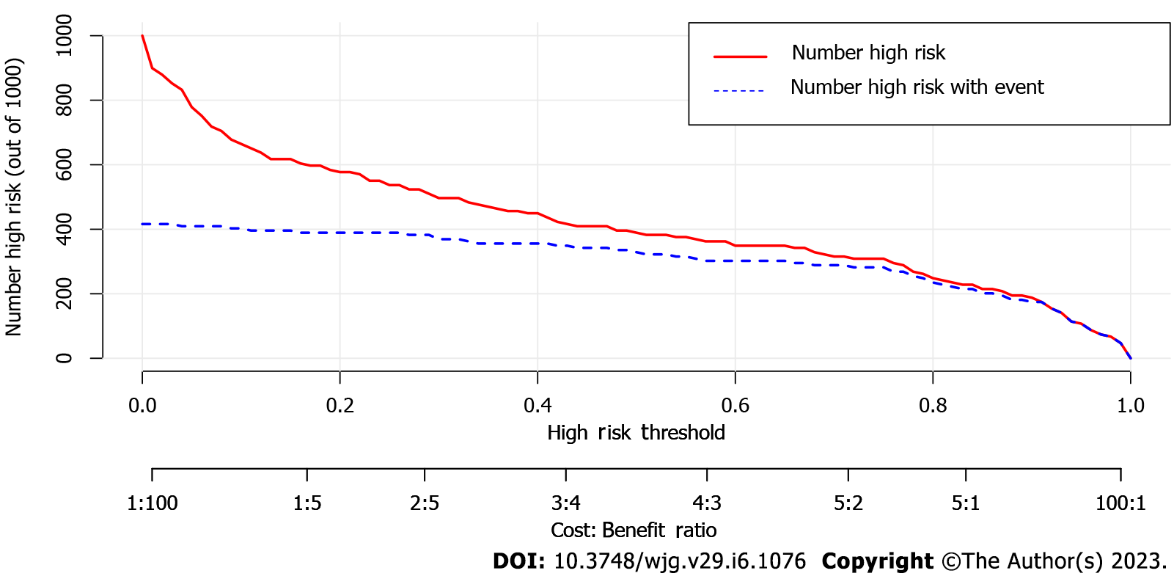 Number high risk (out of 1000)
1000
800
600
400
200
0
Number high risk
Number high risk with event
0.0 0.2 0.4 0.6 0.8 1.0
High risk threshold
1:100 1:5 2:5 3:4 4:3 5:2 5:1 100:1
Cost: Benefit ratio
DOI: 10.3748/wjg.v29.i6.1076 Copyright ©The Author(s) 2023.